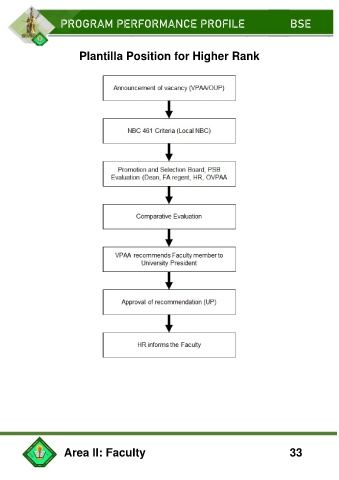 PROGRAM PERFORMANCE PROFILE BSE
Plantilla Position for Higher Rank
Announcement of vacancy (VPAA/OUP)
NBC 461 Criteria (Local NBC)
Promotion and Selection Board, PSB
Evaluation (Dean, FA regent, HR, OVPAA
Comparative Evaluation
VPAA recommends Faculty member to
University President
Approval of recommendation (UP)
HR informs the Faculty
Area II: Faculty 33